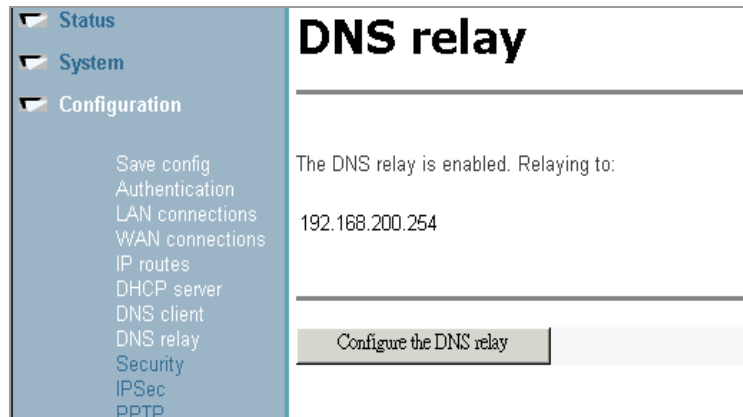 Status
System
Configuration
Save config
Authentication
LAN connections
WAN connections
IP routes
DHCP server
DNS client
DNS relay
Security
IPSec
PPTP
DNS relay
The DNS relay is enabled. Relaying to:
192.168.200.254
Configure the DNS relay